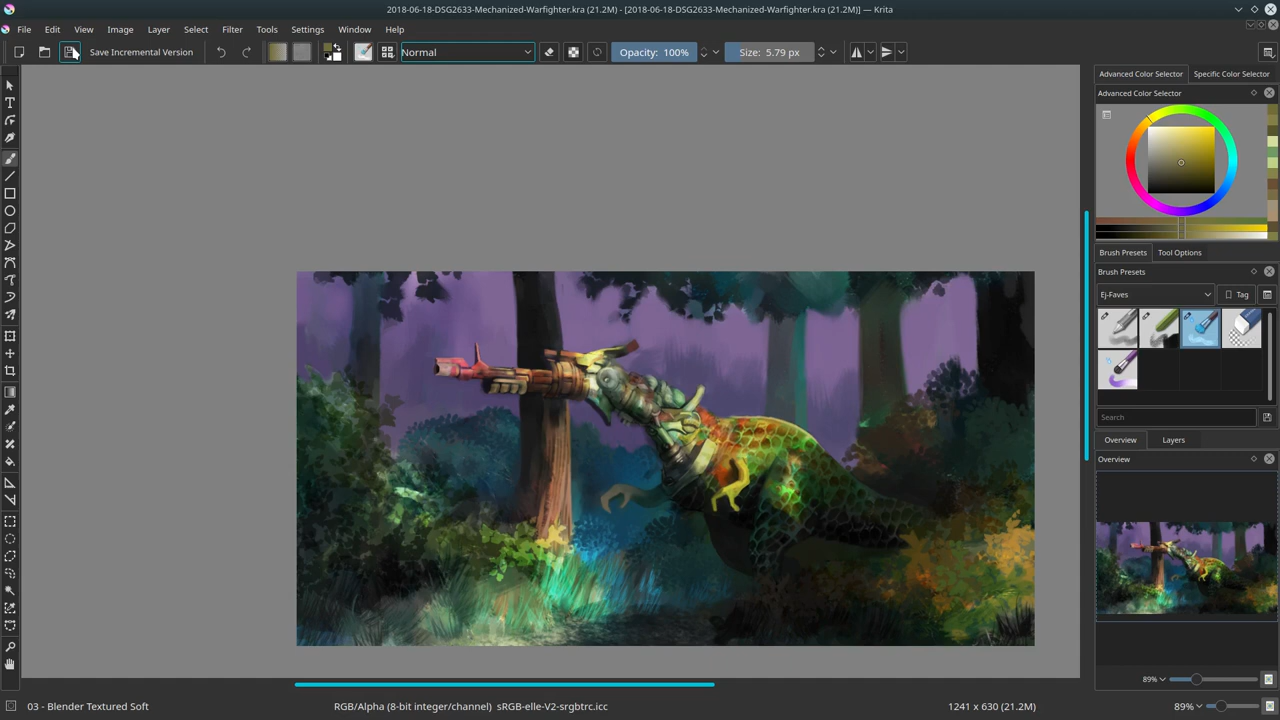 2018-06-18-DSG2633-Mechanized-Warfighter.kra (21.2M) - [2018-06-18-DSG2633-Mechanized-Warfighter.kra (21.2M)] — Krita
File Edit View Image Layer Select Filter Tools Settings Window Help
Save Incremental Version Normal Opacity: 100% Size: 5.79 px
Advanced Color Selector Specific Color Selector
Advanced Color Selector
Brush Presets Tool Options
Brush Presets
Ej-Faves Tag
Search
Overview Layers
Overview
89%
03 - Blender Textured Soft RGB/Alpha (8-bit integer/channel) sRGB-elle-V2-srgbtrc.icc 1241 x 630 (21.2M) 89%